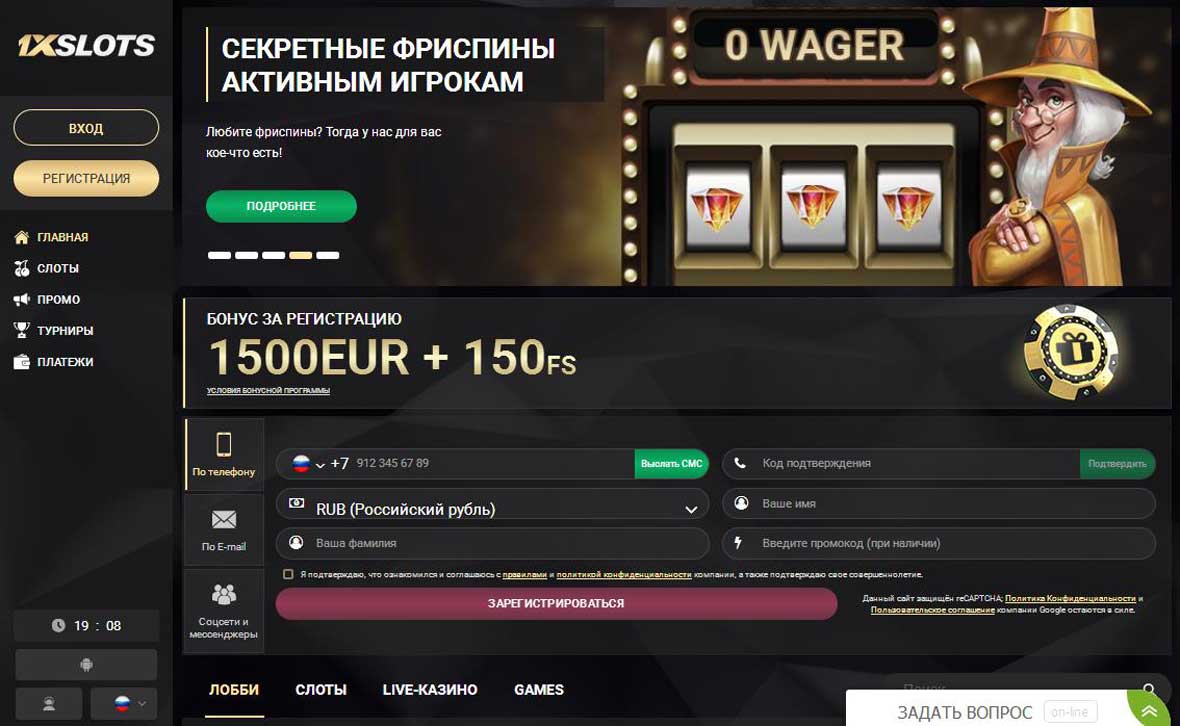 1XSLOTS
ВХОД
РЕГИСТРАЦИЯ
ГЛАВНАЯ
СЛОТЫ
ПРОМО
ТУРНИРЫ
ПЛАТЕЖИ
19 : 08
СЕКРЕТНЫЕ ФРИСПИНЫ
АКТИВНЫМ ИГРОКАМ
Любите фриспины? Тогда у нас для вас
кое-что есть!
ПОДРОБНЕЕ
0 WAGER
БОНУС ЗА РЕГИСТРАЦИЮ
1500EUR + 150FS
УСЛОВИЯ БОНУСНОЙ ПРОГРАММЫ
По телефону
По E-mail
Соцсети и
мессенджеры
+7 912 345 67 89
Выслать СМС
Код подтверждения
Подтвердить
RUB (Российский рубль)
Ваше имя
Ваша фамилия
Введите промокод (при наличии)
Я подтверждаю, что ознакомился и соглашаюсь с правилами и политикой конфиденциальности компании, а также подтверждаю свое совершеннолетие.
ЗАРЕГИСТРИРОВАТЬСЯ
Данный сайт защищён reCAPTCHA; Политика Конфиденциальности и
Пользовательское соглашение компании Google остаются в силе.
ЛОББИ
СЛОТЫ
LIVE-КАЗИНО
GAMES
Поиск
ЗАДАТЬ ВОПРОС
on-line